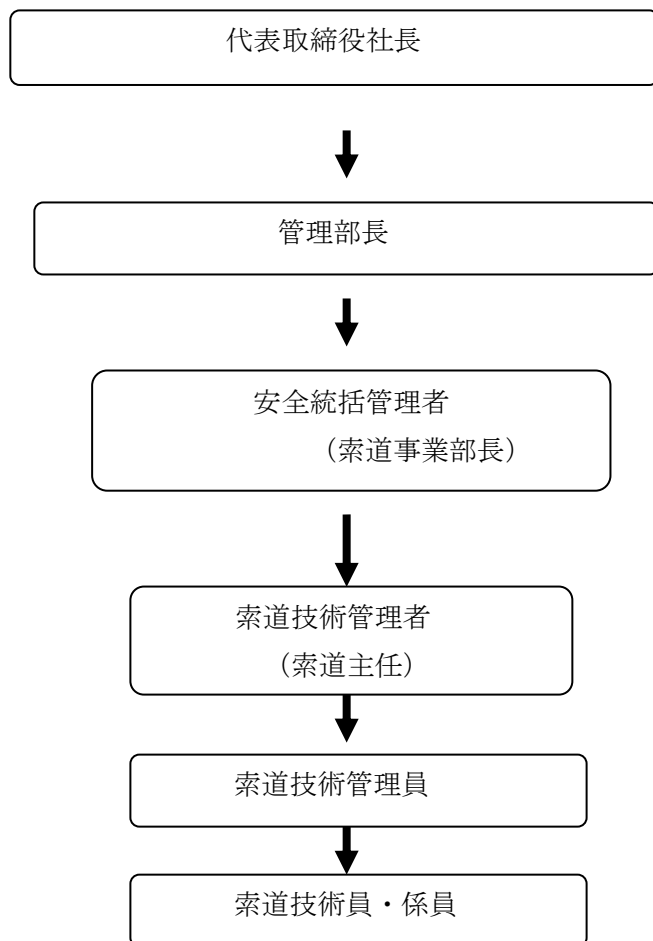 代表取締役社長
管理部長
安全統括管理者
（索道事業部長）
索道技術管理者
（索道主任）
索道技術管理員
索道技術員・係員